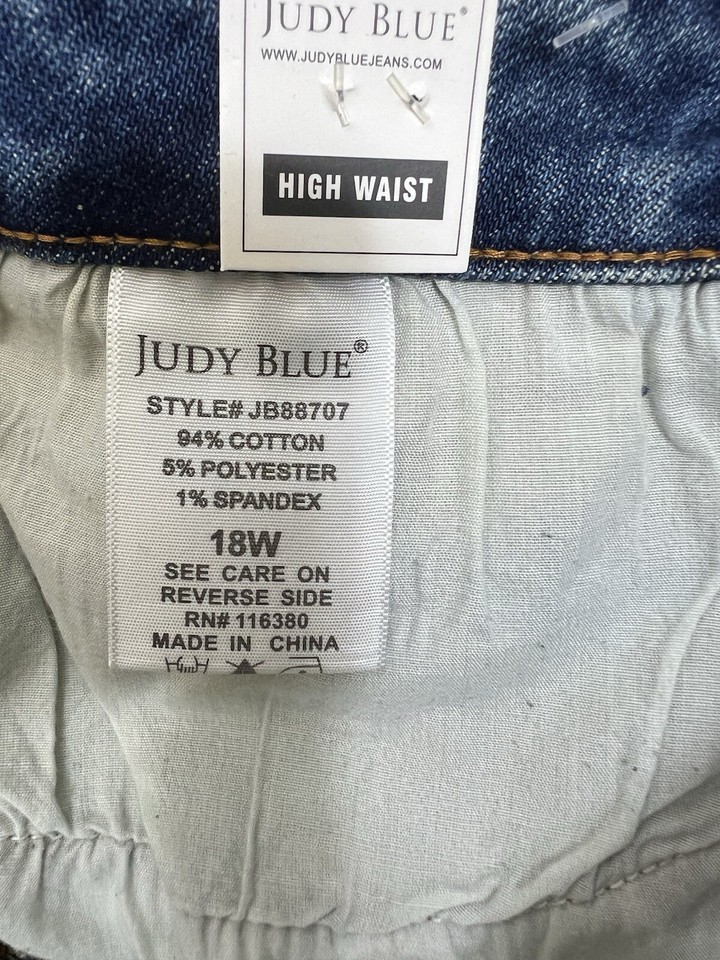 JUDY BLUE®
WWW.JUDYBLUEJEANS.COM
HIGH WAIST
JUDY BLUE®
STYLE# JB88707
94% COTTON
5% POLYESTER
1% SPANDEX
18W
SEE CARE ON
REVERSE SIDE
RN# 116380
MADE IN CHINA